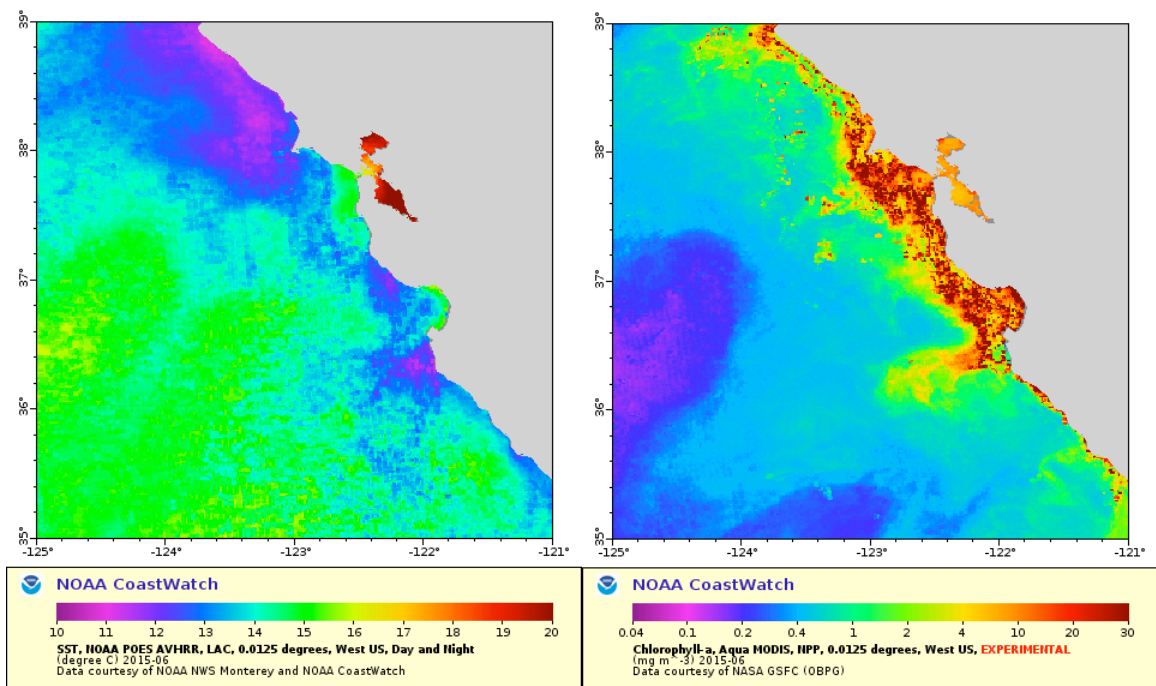 39°
38°
37°
36°
35°
-125° -124° -123° -122° -121°
NOAA CoastWatch
10 11 12 13 14 15 16 17 18 19 20
SST, NOAA POES AVHRR, LAC, 0.0125 degrees, West US, Day and Night
(degree C) 2015-06
Data courtesy of NOAA NWS Monterey and NOAA CoastWatch
39°
38°
37°
36°
35°
-125° -124° -123° -122° -121°
NOAA CoastWatch
0.04 0.1 0.2 0.4 1 2 4 10 20 30
Chlorophyll-a, Aqua MODIS, NPP, 0.0125 degrees, West US, EXPERIMENTAL
(mg m^-3) 2015-06
Data courtesy of NASA GSFC (OBPG)